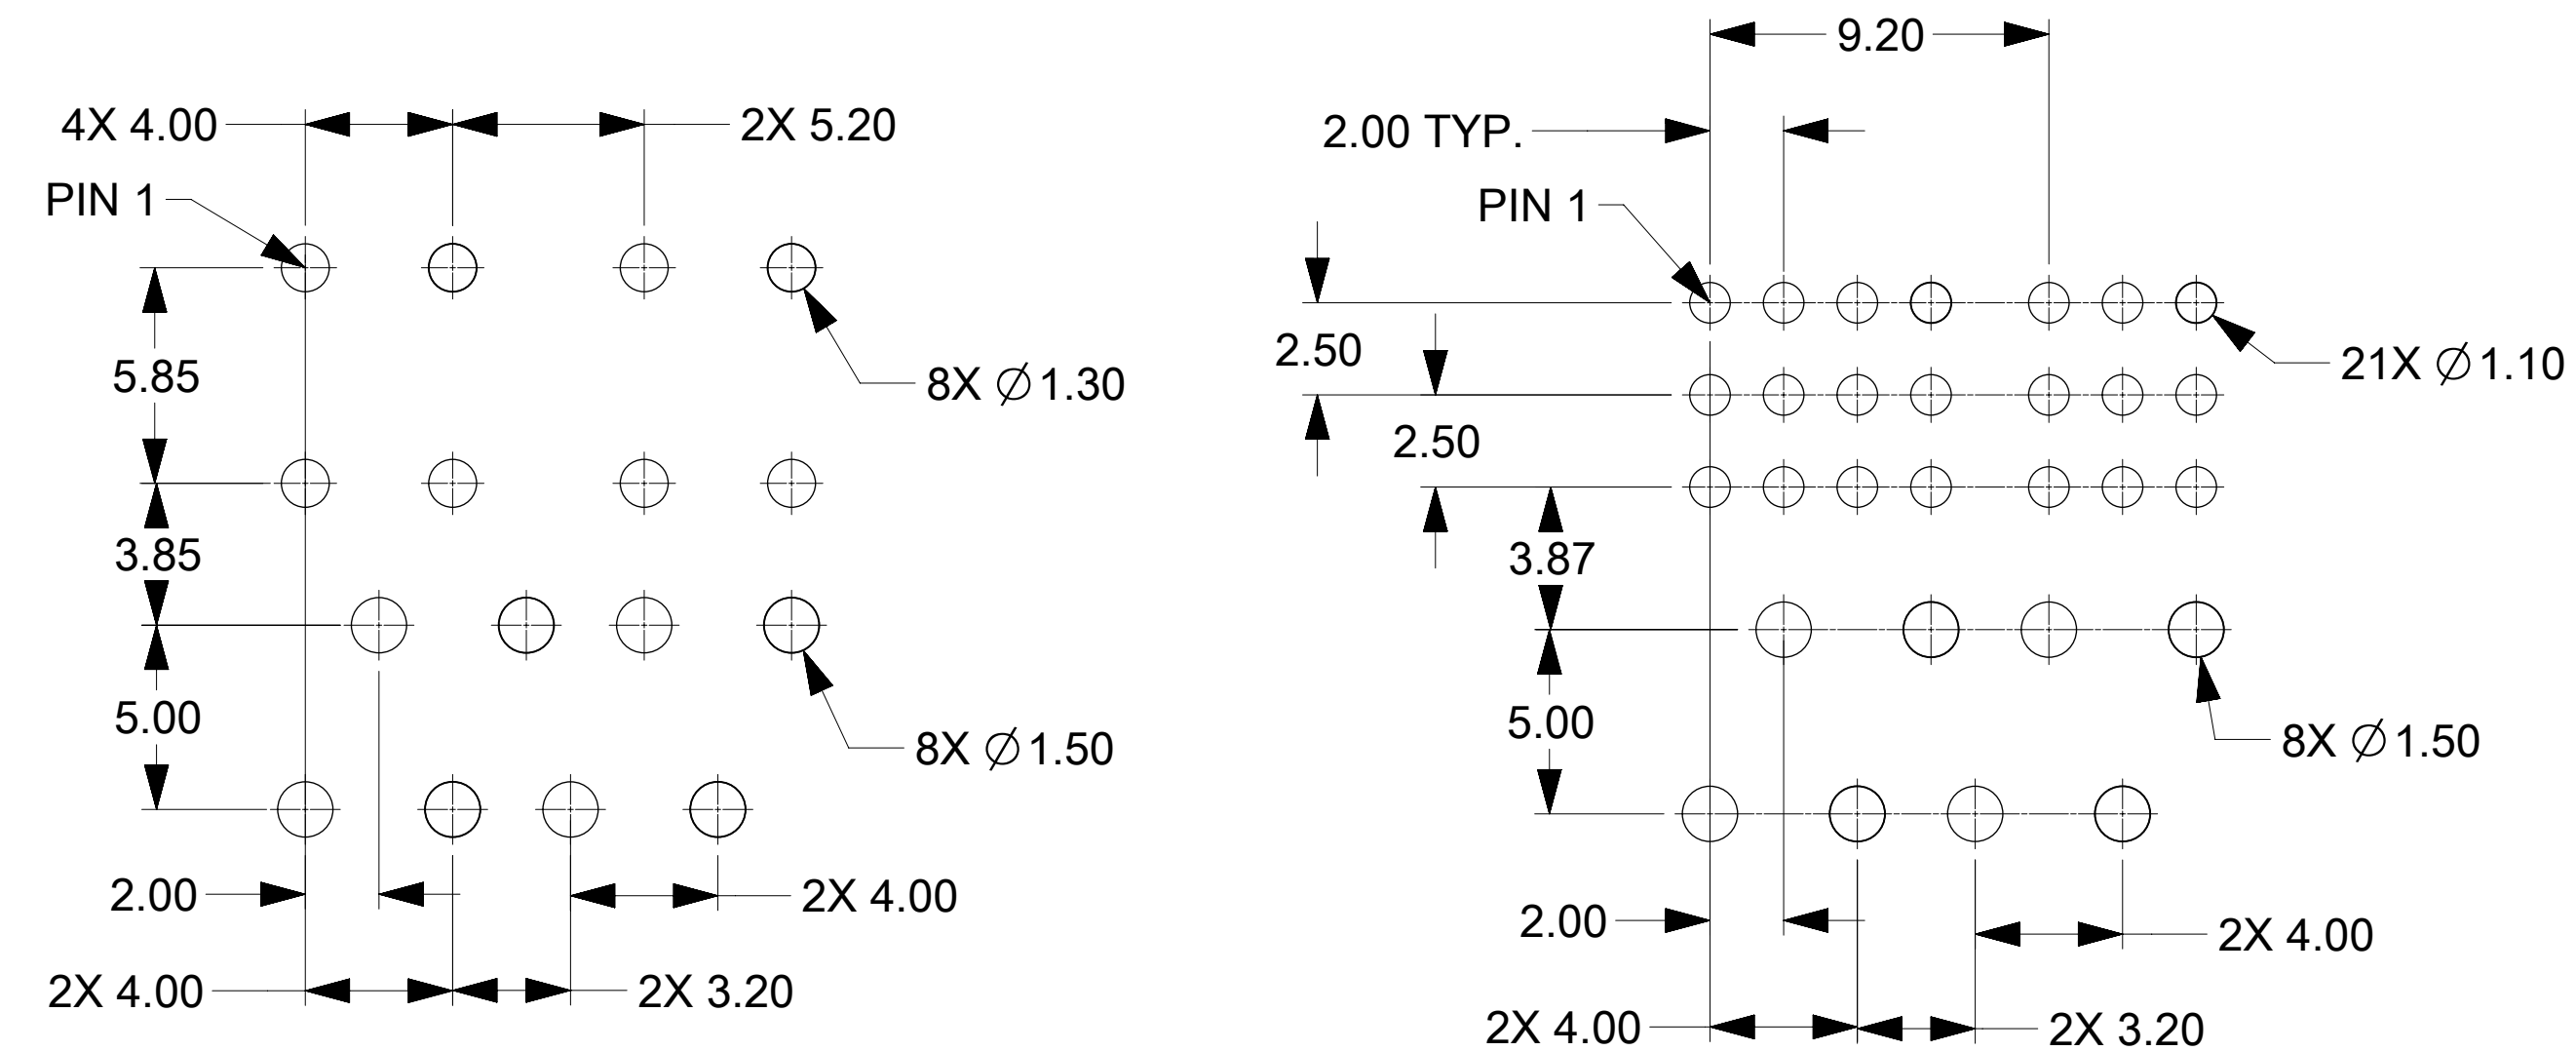 4X 4.00
2X 5.20
PIN 1
5.85
8X ∅1.30
3.85
5.00
8X ∅1.50
2.00
2X 4.00
2X 4.00
2X 3.20
9.20
2.00 TYP.
PIN 1
2.50
21X ∅1.10
2.50
3.87
5.00
8X ∅1.50
2.00
2X 4.00
2X 4.00
2X 3.20